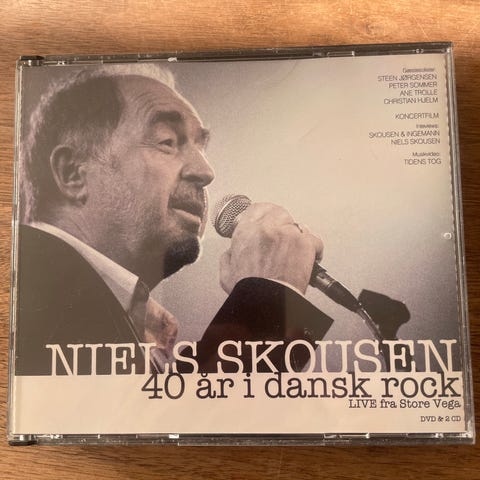 Gæstesolister:
STEEN JØRGENSEN
PETER SOMMER
ANE TROLLE
CHRISTIAN HJELM
KONCERTFILM
Interviews:
SKOUSEN & INGEMANN
NIELS SKOUSEN
Musikvideo:
TIDENS TOG
NIELS SKOUSEN
40 år i dansk rock
LIVE fra Store Vega
DVD & 2 CD